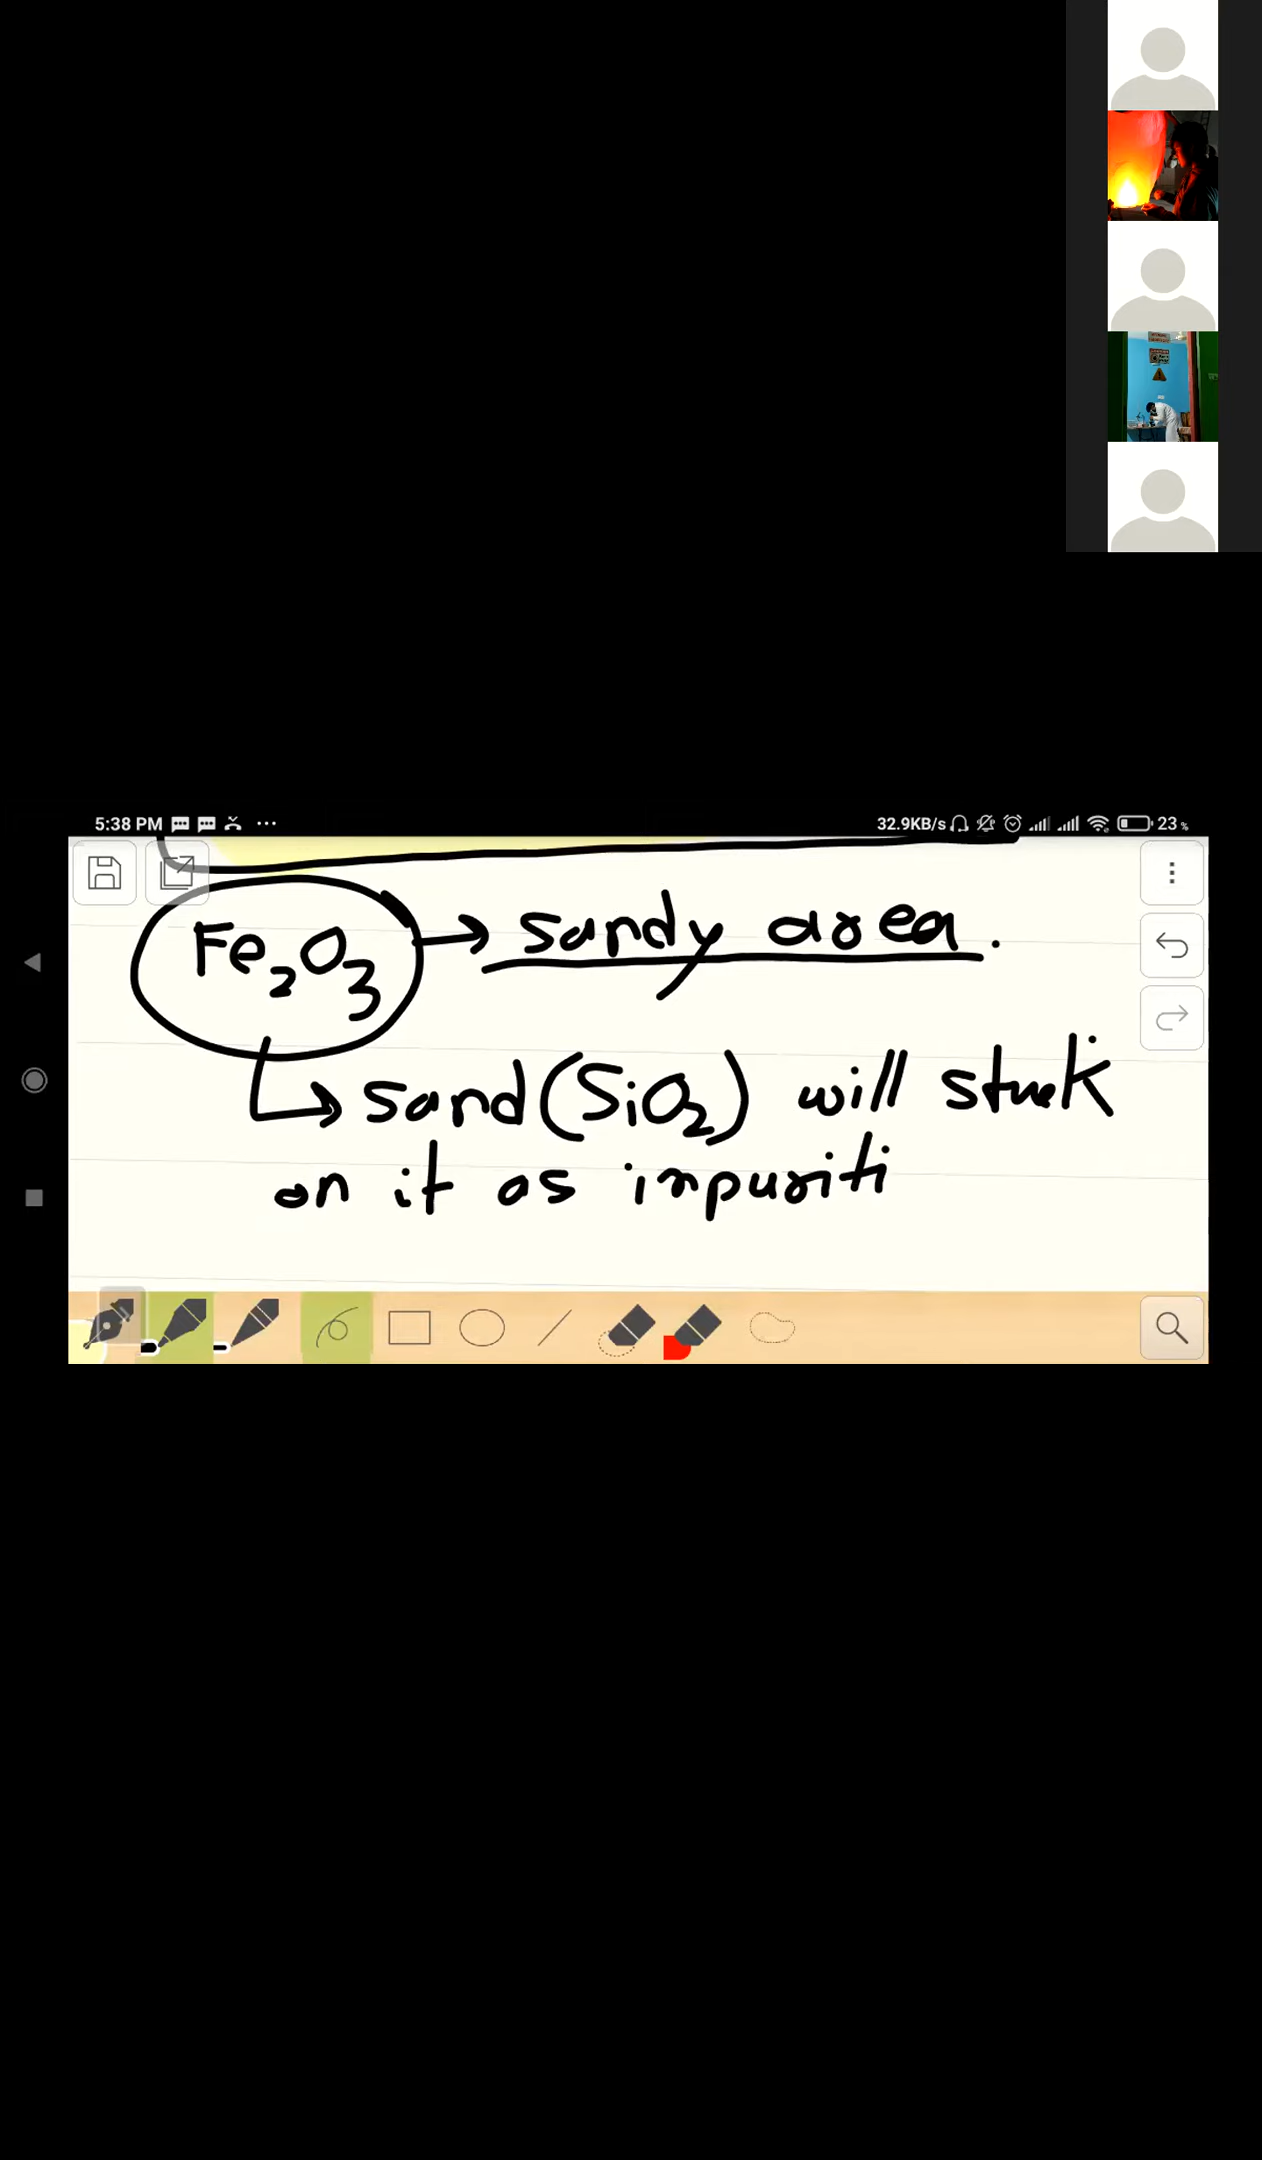 5:38 PM
32.9KB/s
23 %
Fe₂O₃ → sandy area.
↳ sand (SiO₂) will stuck
on it as impuriti